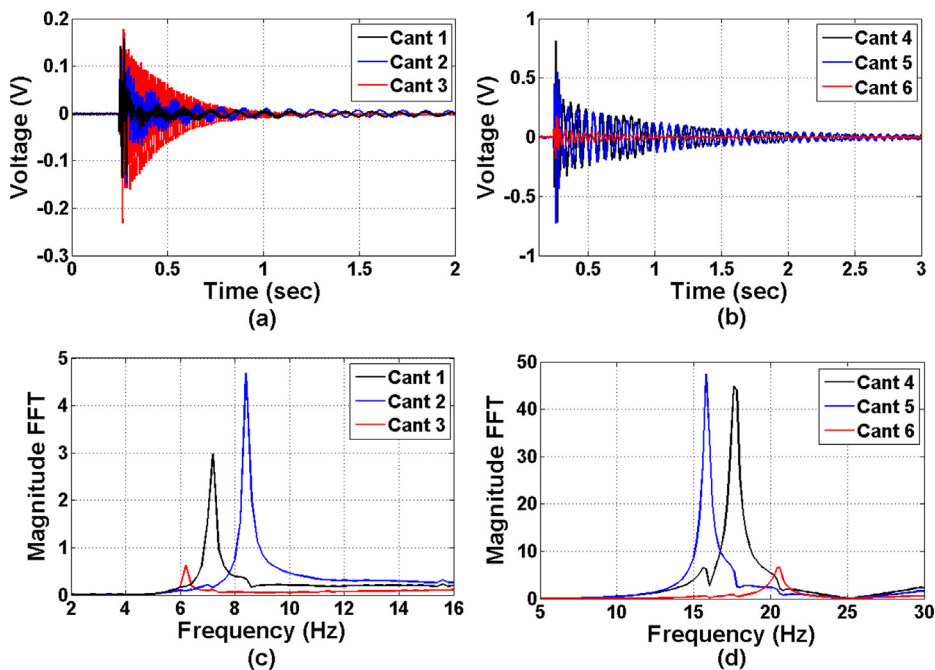 0.2
0.1
0
-0.1
-0.2
-0.3
Voltage (V)
Cant 1
Cant 2
Cant 3
0 0.5 1 1.5 2
Time (sec)
(a)
1
0.5
0
-0.5
-1
Voltage (V)
Cant 4
Cant 5
Cant 6
0.5 1 1.5 2 2.5 3
Time (sec)
(b)
5
4
3
2
1
0
Magnitude FFT
Cant 1
Cant 2
Cant 3
2 4 6 8 10 12 14 16
Frequency (Hz)
(c)
50
40
30
20
10
0
Magnitude FFT
Cant 4
Cant 5
Cant 6
5 10 15 20 25 30
Frequency (Hz)
(d)